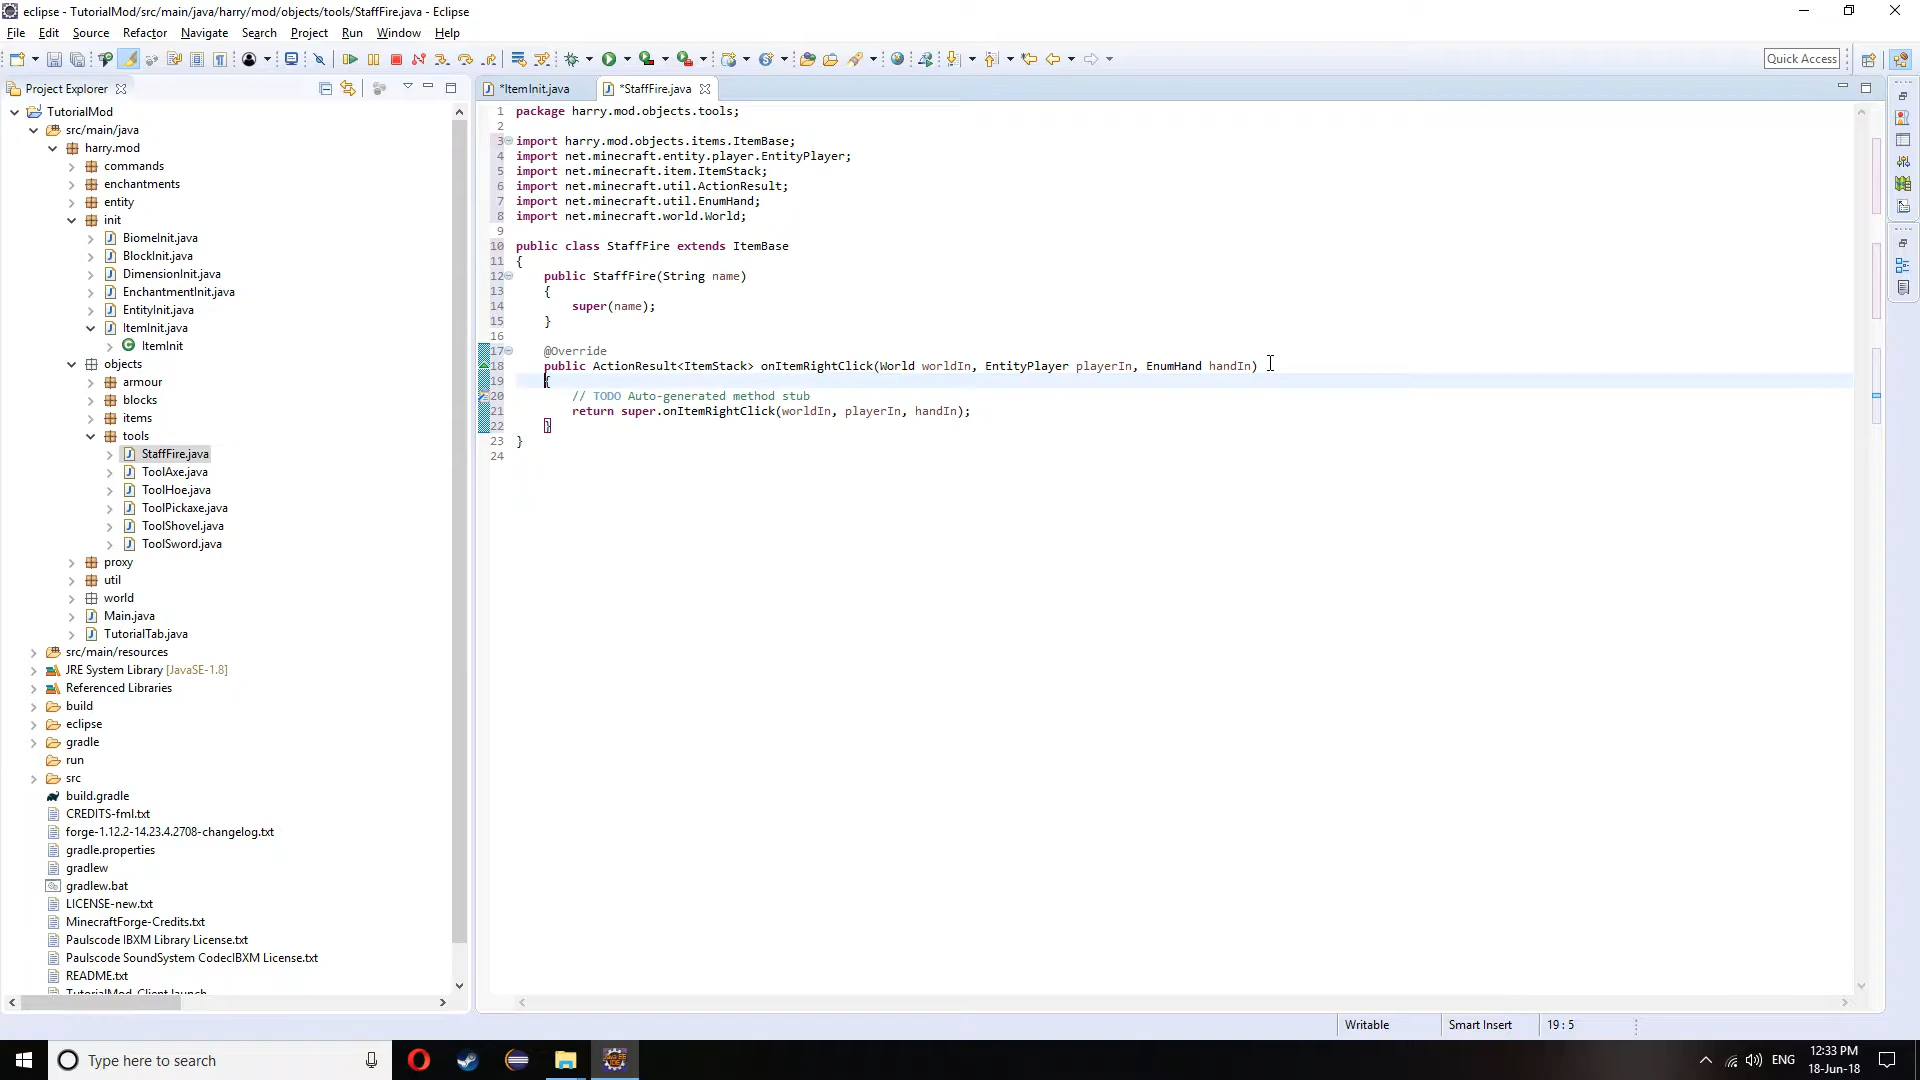 eclipse - TutorialMod/src/main/java/harry/mod/objects/tools/StaffFire.java - Eclipse
File Edit Source Refactor Navigate Search Project Run Window Help
Quick Access
Project Explorer
TutorialMod
src/main/java
harry.mod
commands
enchantments
entity
init
BiomeInit.java
BlockInit.java
DimensionInit.java
EnchantmentInit.java
EntityInit.java
ItemInit.java
ItemInit
objects
armour
blocks
items
tools
StaffFire.java
ToolAxe.java
ToolHoe.java
ToolPickaxe.java
ToolShovel.java
ToolSword.java
proxy
util
world
Main.java
TutorialTab.java
src/main/resources
JRE System Library [JavaSE-1.8]
Referenced Libraries
build
eclipse
gradle
run
src
build.gradle
CREDITS-fml.txt
forge-1.12.2-14.23.4.2708-changelog.txt
gradle.properties
gradlew
gradlew.bat
LICENSE-new.txt
MinecraftForge-Credits.txt
Paulscode IBXM Library License.txt
Paulscode SoundSystem CodecIBXM License.txt
README.txt
TutorialMod_Client.launch
*ItemInit.java *StaffFire.java
1 package harry.mod.objects.tools;
2
3 import harry.mod.objects.items.ItemBase;
4 import net.minecraft.entity.player.EntityPlayer;
5 import net.minecraft.item.ItemStack;
6 import net.minecraft.util.ActionResult;
7 import net.minecraft.util.EnumHand;
8 import net.minecraft.world.World;
9
10 public class StaffFire extends ItemBase
11 {
12 public StaffFire(String name)
13 {
14 super(name);
15 }
16
17 @Override
18 public ActionResult<ItemStack> onItemRightClick(World worldIn, EntityPlayer playerIn, EnumHand handIn)
19 {
20 // TODO Auto-generated method stub
21 return super.onItemRightClick(worldIn, playerIn, handIn);
22 }
23 }
24
Writable Smart Insert 19 : 5
Type here to search
ENG
12:33 PM
18-Jun-18